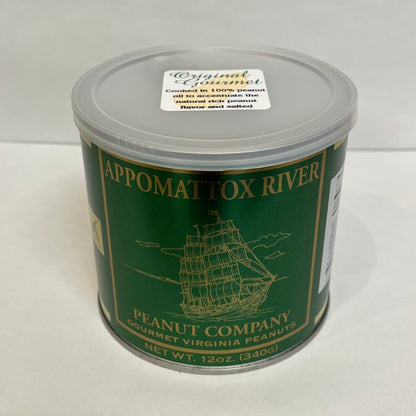 Original
Gourmet
Cooked in 100% peanut
oil to accentuate the
natural rich peanut
flavor and salted
APPOMATTOX RIVER
PEANUT COMPANY
GOURMET VIRGINIA PEANUTS
NET WT. 12oz. (340G)